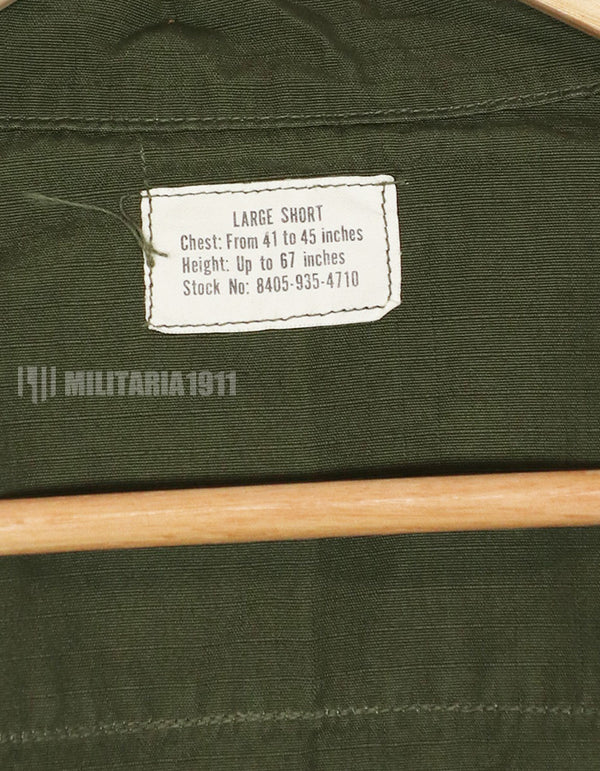 LARGE SHORT
Chest: From 41 to 45 inches
Height: Up to 67 inches
Stock No: 8405-935-4710
MILITARIA1911